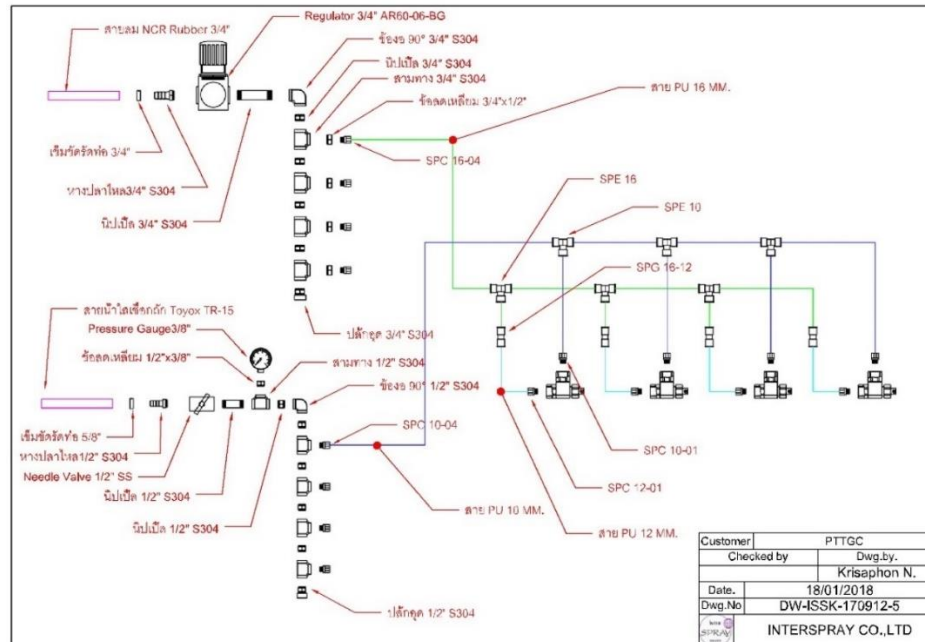 สายลม NCR Rubber 3/4"
Regulator 3/4" AR60-06-BG
ข้องอ 90° 3/4" S304
นิปเปิ้ล 3/4" S304
สามทาง 3/4" S304
ข้อลดเหลี่ยม 3/4"x1/2"
สาย PU 16 MM.
เข็มขัดรัดท่อ 3/4"
หางปลาไหล3/4" S304
นิปเปิ้ล 3/4" S304
SPC 16-04
SPE 16
SPE 10
SPG 16-12
ปลั๊กอุด 3/4" S304
สายน้ำใสเชือกถัก Toyox TR-15
Pressure Gauge3/8"
ข้อลดเหลี่ยม 1/2"x3/8"
สามทาง 1/2" S304
ข้องอ 90° 1/2" S304
เข็มขัดรัดท่อ 5/8"
หางปลาไหล1/2" S304
Needle Valve 1/2" SS
นิปเปิ้ล 1/2" S304
นิปเปิ้ล 1/2" S304
SPC 10-04
สาย PU 10 MM.
SPC 10-01
SPC 12-01
สาย PU 12 MM.
ปลั๊กอุด 1/2" S304
Customer PTTGC
Checked by Dwg.by.
Krisaphon N.
Date. 18/01/2018
Dwg.No DW-ISSK-170912-5
SPRAY INTERSPRAY CO.,LTD